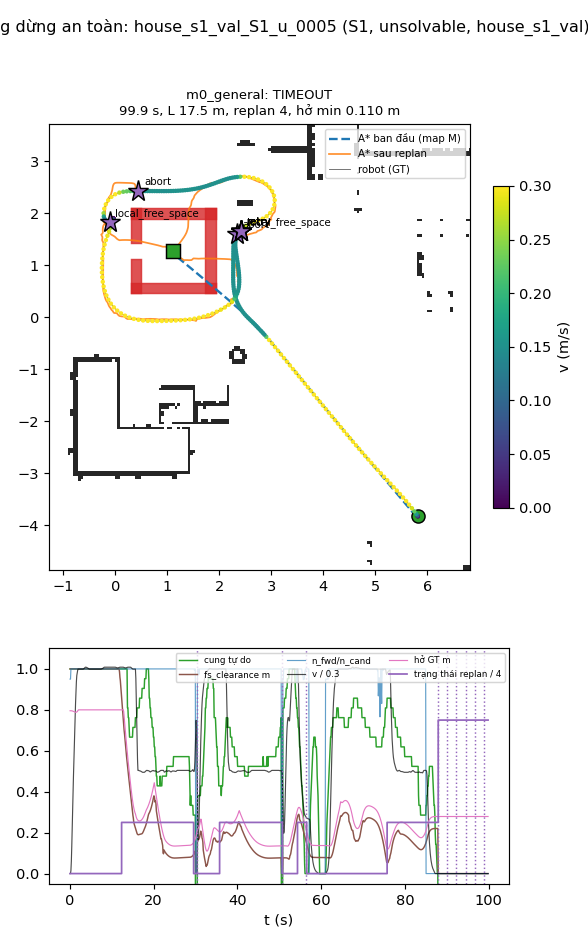 g dừng an toàn: house_s1_val_S1_u_0005 (S1, unsolvable, house_s1_val)
m0_general: TIMEOUT
99.9 s, L 17.5 m, replan 4, hở min 0.110 m
A* ban đầu (map M)
A* sau replan
robot (GT)
abort
local_free_space
free_space
3
2
1
0
−1
−2
−3
−4
−1 0 1 2 3 4 5 6
0.30
0.25
0.20
0.15
0.10
0.05
0.00
v (m/s)
cung tự do
fs_clearance m
n_fwd/n_cand
v / 0.3
hở GT m
trạng thái replan / 4
1.0
0.8
0.6
0.4
0.2
0.0
0 20 40 60 80 100
t (s)